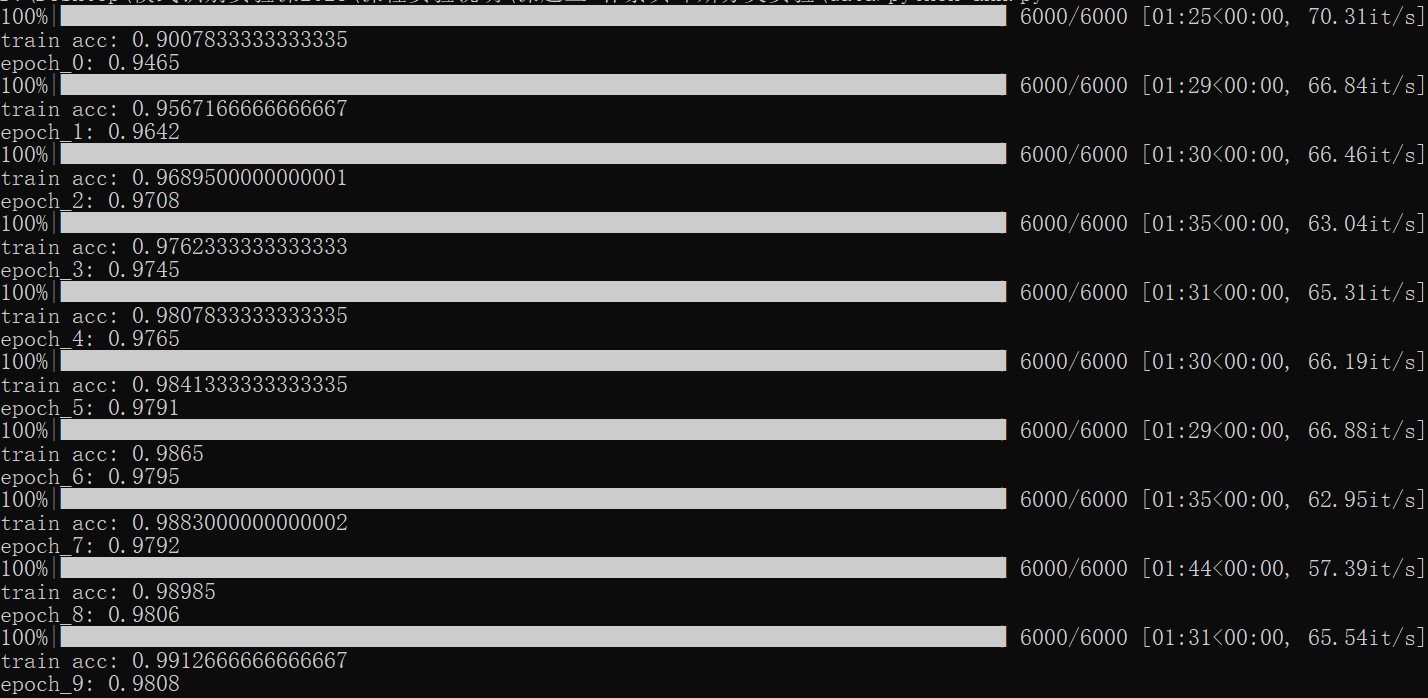 100%| 6000/6000 [01:25<00:00, 70.31it/s]
train acc: 0.9007833333333335
epoch_0: 0.9465
100%| 6000/6000 [01:29<00:00, 66.84it/s]
train acc: 0.9567166666666667
epoch_1: 0.9642
100%| 6000/6000 [01:30<00:00, 66.46it/s]
train acc: 0.9689500000000001
epoch_2: 0.9708
100%| 6000/6000 [01:35<00:00, 63.04it/s]
train acc: 0.9762333333333333
epoch_3: 0.9745
100%| 6000/6000 [01:31<00:00, 65.31it/s]
train acc: 0.9807833333333335
epoch_4: 0.9765
100%| 6000/6000 [01:30<00:00, 66.19it/s]
train acc: 0.9841333333333335
epoch_5: 0.9791
100%| 6000/6000 [01:29<00:00, 66.88it/s]
train acc: 0.9865
epoch_6: 0.9795
100%| 6000/6000 [01:35<00:00, 62.95it/s]
train acc: 0.9883000000000002
epoch_7: 0.9792
100%| 6000/6000 [01:44<00:00, 57.39it/s]
train acc: 0.98985
epoch_8: 0.9806
100%| 6000/6000 [01:31<00:00, 65.54it/s]
train acc: 0.9912666666666667
epoch_9: 0.9808